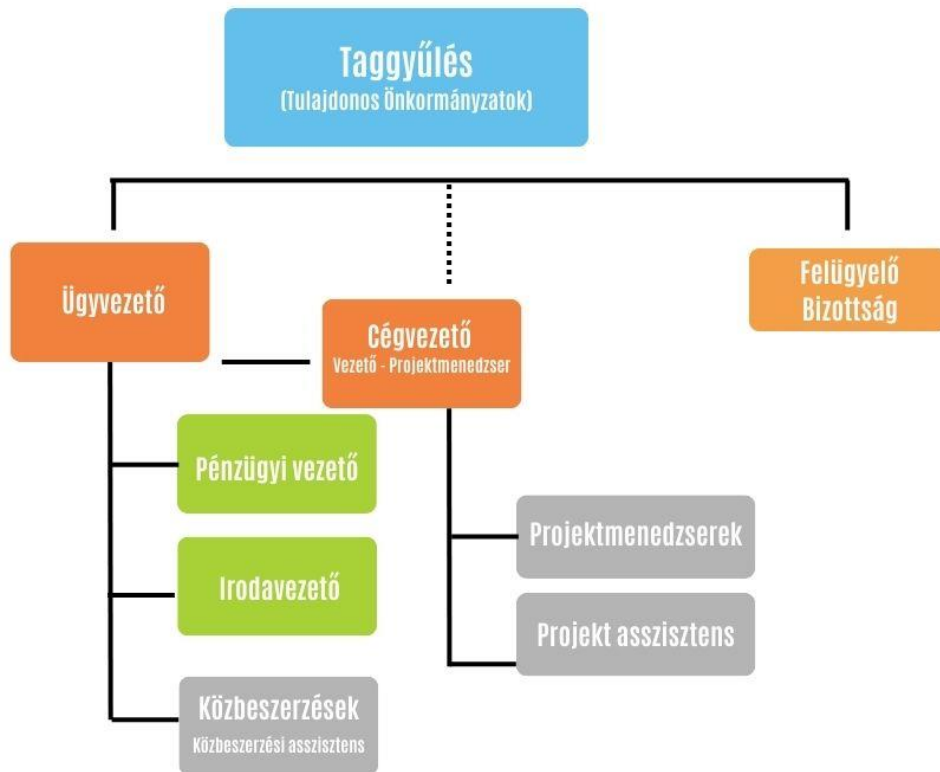 Taggyűlés
(Tulajdonos Önkormányzatok)
Ügyvezető
Cégvezető
Vezető - Projektmenedzser
Felügyelő
Bizottság
Pénzügyi vezető
Irodavezető
Közbeszerzések
Közbeszerzési asszisztens
Projektmenedzserek
Projekt asszisztens